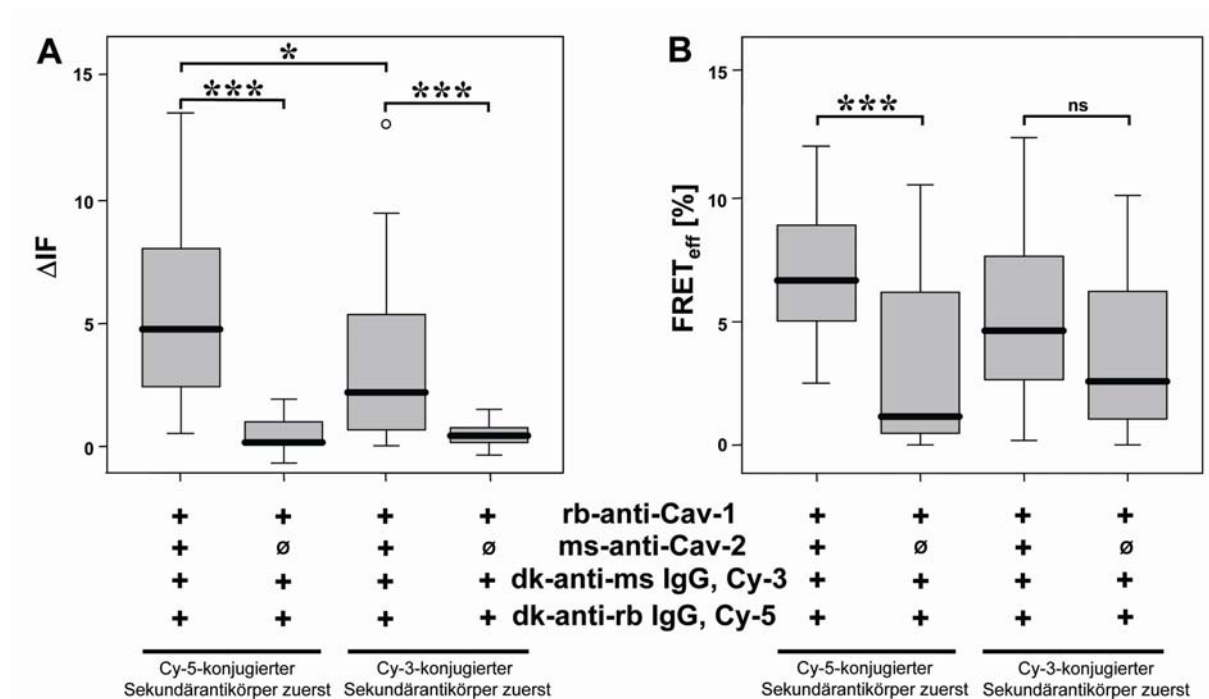 A
B
*
***
***
***
ns
15
10
5
0
ΔIF
15
10
5
0
FRETeff [%]
+ + + + rb-anti-Cav-1 + + + +
+ ø + ø ms-anti-Cav-2 + ø + ø
+ + + + dk-anti-ms IgG, Cy-3 + + + +
+ + + + dk-anti-rb IgG, Cy-5 + + + +
Cy-5-konjugierter
Sekundärantikörper zuerst
Cy-3-konjugierter
Sekundärantikörper zuerst
Cy-5-konjugierter
Sekundärantikörper zuerst
Cy-3-konjugierter
Sekundärantikörper zuerst